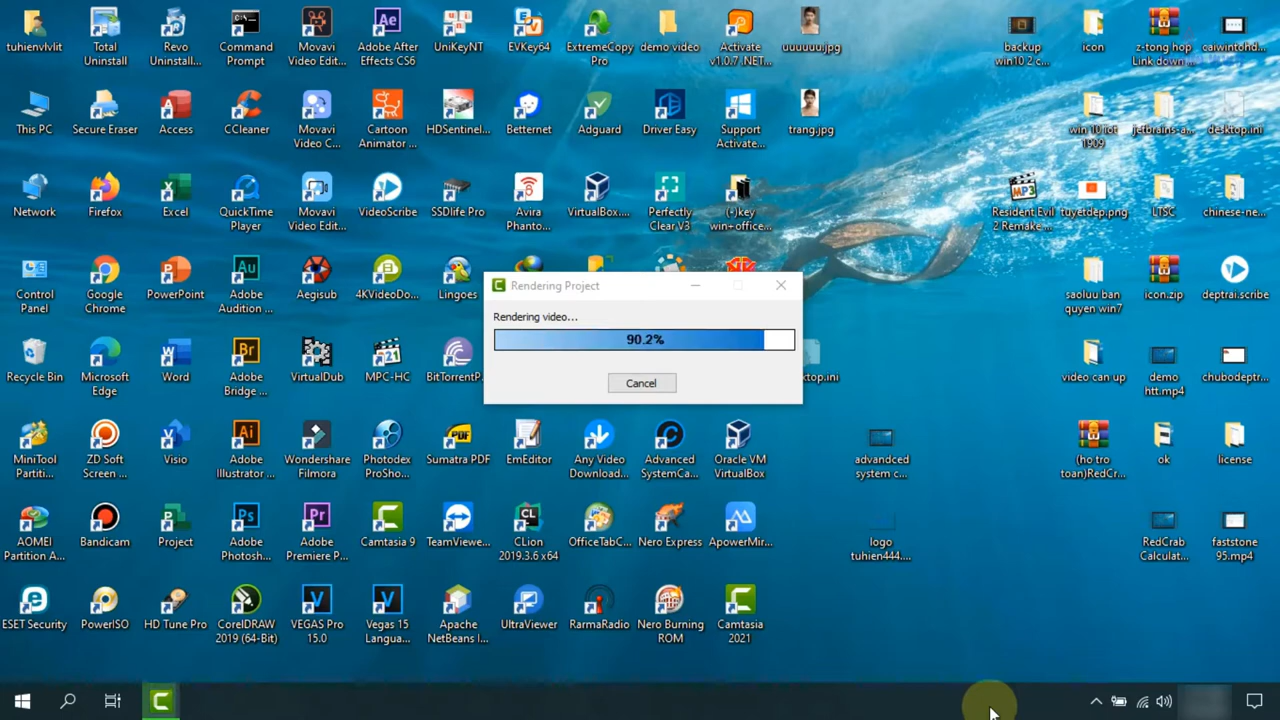 tuhienvlvit
Total
Uninstall
Revo
Uninstall...
Command
Prompt
Movavi
Video Edit...
Adobe After
Effects CS6
UniKeyNT
EVKey64
ExtremeCopy
Pro
demo video
Activate
v1.0.7 .NET...
uuuuuu.jpg
backup
win10 2 c...
icon
z-tong hop
Link down ...
caiwintohd...
This PC
Secure Eraser
Access
CCleaner
Movavi
Video C...
Cartoon
Animator ...
HDSentinel...
Betternet
Adguard
Driver Easy
Support
Activate...
trang.jpg
win 10 iot
1909
jetbrains-a...
desktop.ini
Network
Firefox
Excel
QuickTime
Player
Movavi
Video Edit...
VideoScribe
SSDlife Pro
Avira
Phanto...
VirtualBox....
Perfectly
Clear V3
(-)key
win+office...
MP3
Resident Evil
2 Remake ...
tuyetdep.png
LTSC
chinese-ne...
Control
Panel
Google
Chrome
PowerPoint
Adobe
Audition ...
Aegisub
4KVideoDo...
Lingoes
saoluu ban
quyen win7
icon.zip
deptrai.scribe
Rendering Project
Rendering video...
90.2%
Cancel
Recycle Bin
Microsoft
Edge
Word
Adobe
Bridge ...
VirtualDub
MPC-HC
BitTorrentP...
ktop.ini
video can up
demo
htt.mp4
chubodeptr...
MiniTool
Partiti...
ZD Soft
Screen ...
Visio
Adobe
Illustrator ...
Wondershare
Filmora
Photodex
ProSho...
Sumatra PDF
EmEditor
Any Video
Download...
Advanced
SystemCa...
Oracle VM
VirtualBox
advandced
system c...
(ho tro
toan)RedCr...
ok
license
AOMEI
Partition A...
Bandicam
Project
Adobe
Photosh...
Adobe
Premiere P...
Camtasia 9
TeamViewe...
CLion
2019.3.6 x64
OfficeTabC...
Nero Express
ApowerMir...
logo
tuhien444....
RedCrab
Calculat...
faststone
95.mp4
ESET Security
PowerISO
HD Tune Pro
CorelDRAW
2019 (64-Bit)
VEGAS Pro
15.0
Vegas 15
Langua...
Apache
NetBeans I...
UltraViewer
RarmaRadio
Nero Burning
ROM
Camtasia
2021